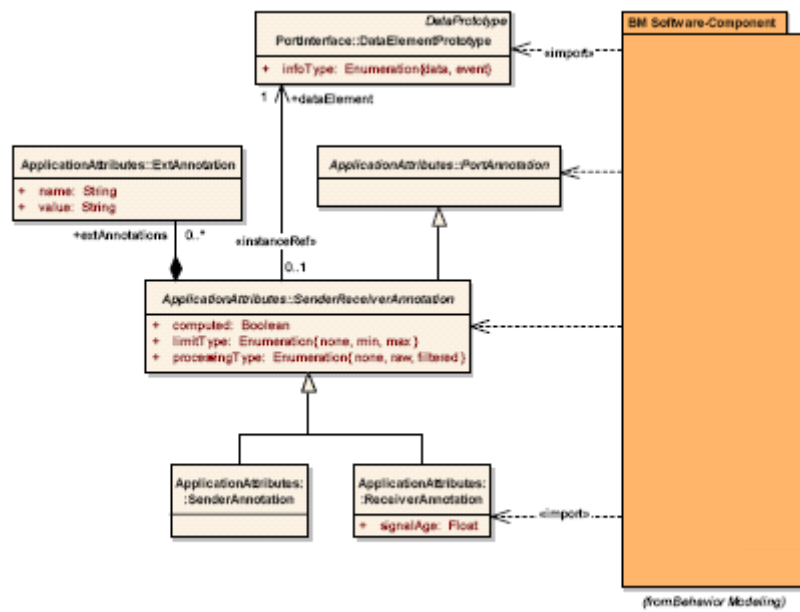 DataPrototype
PortInterface::DataElementPrototype
+ infoType: Enumeration{data, event}
BM Software-Component
«import»
1
+dataElement
ApplicationAttributes::ExtAnnotation
+ name: String
+ value: String
ApplicationAttributes::PortAnnotation
+extAnnotations
0..*
«instanceRef»
0..1
ApplicationAttributes::SenderReceiverAnnotation
+ computed: Boolean
+ limitType: Enumeration{none, min, max}
+ processingType: Enumeration{none, raw, filtered}
ApplicationAttributes:
:SenderAnnotation
ApplicationAttributes:
:ReceiverAnnotation
+ signalAge: Float
«import»
(from Behavior Modeling)